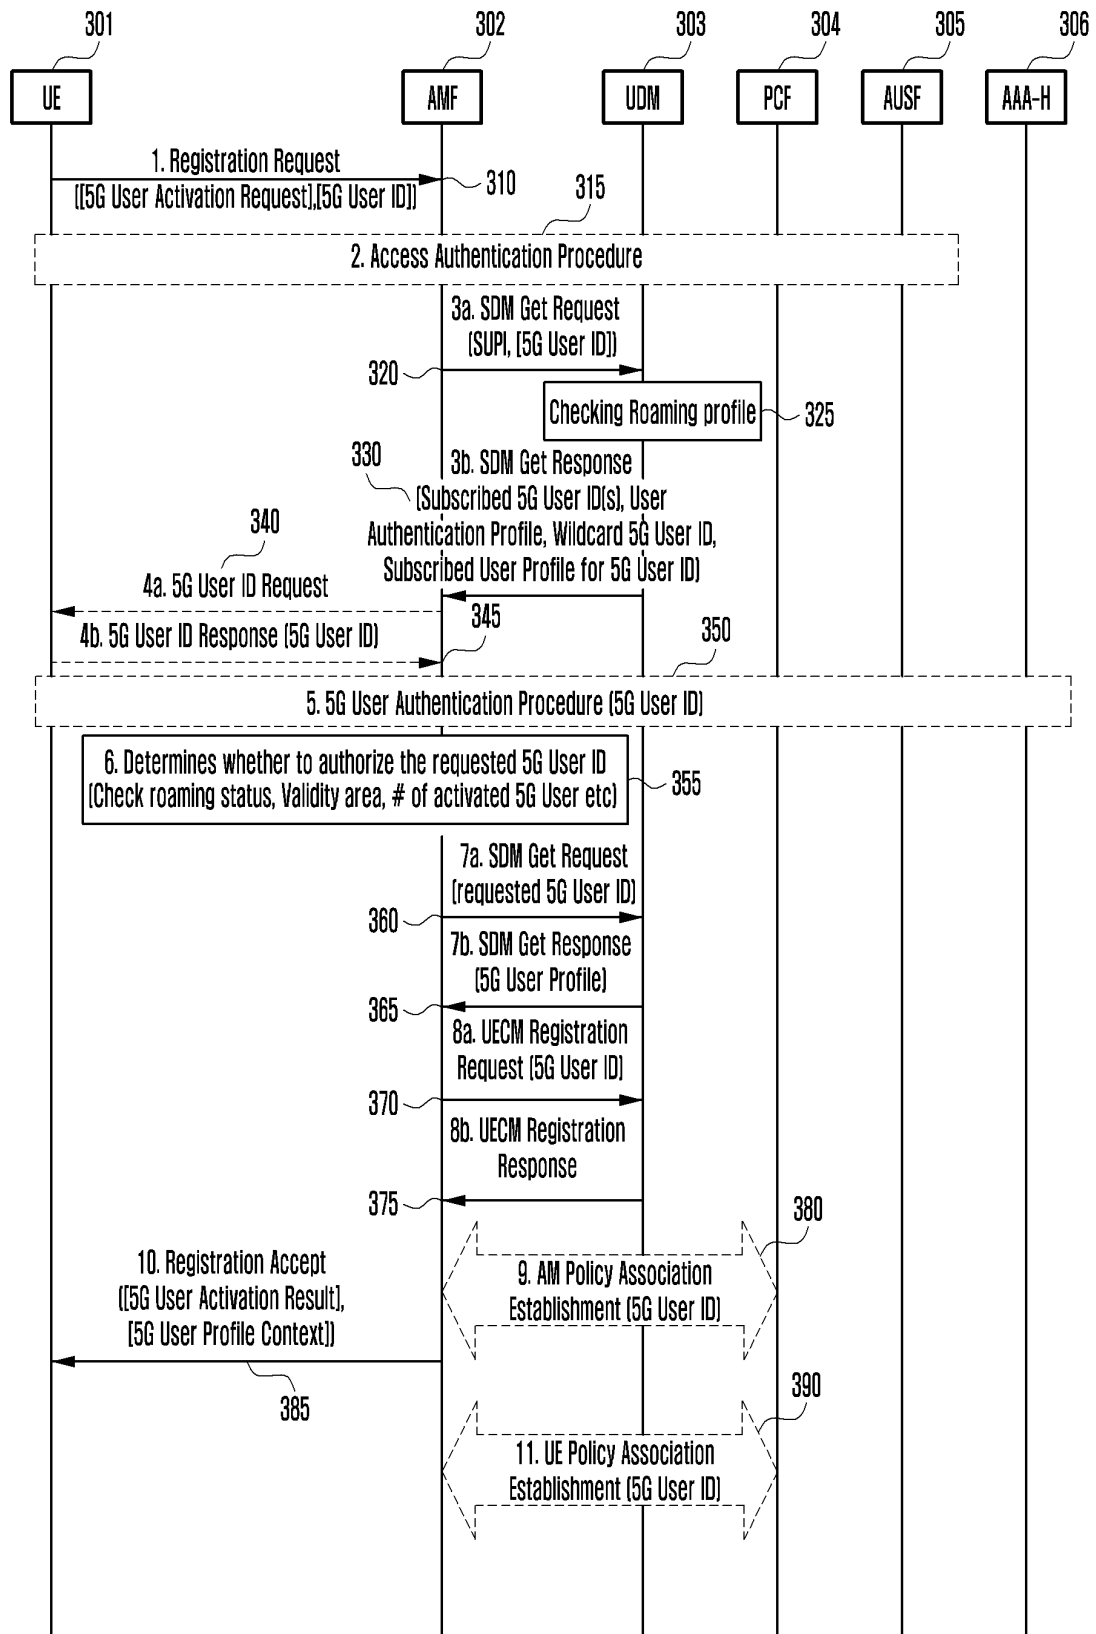 301
302
303
304
305
306
UE
AMF
UDM
PCF
AUSF
AAA-H
1. Registration Request
([5G User Activation Request],[5G User ID])
310
315
2. Access Authentication Procedure
3a. SDM Get Request
(SUPI, [5G User ID])
320
Checking Roaming profile
325
330
3b. SDM Get Response
(Subscribed 5G User ID(s), User
Authentication Profile, Wildcard 5G User ID,
Subscribed User Profile for 5G User ID)
340
4a. 5G User ID Request
4b. 5G User ID Response (5G User ID)
345
350
5. 5G User Authentication Procedure (5G User ID)
6. Determines whether to authorize the requested 5G User ID
(Check roaming status, Validity area, # of activated 5G User etc)
355
7a. SDM Get Request
(requested 5G User ID)
360
7b. SDM Get Response
(5G User Profile)
365
8a. UECM Registration
Request (5G User ID)
370
8b. UECM Registration
Response
375
380
9. AM Policy Association
Establishment (5G User ID)
10. Registration Accept
([5G User Activation Result],
[5G User Profile Context])
385
390
11. UE Policy Association
Establishment (5G User ID)